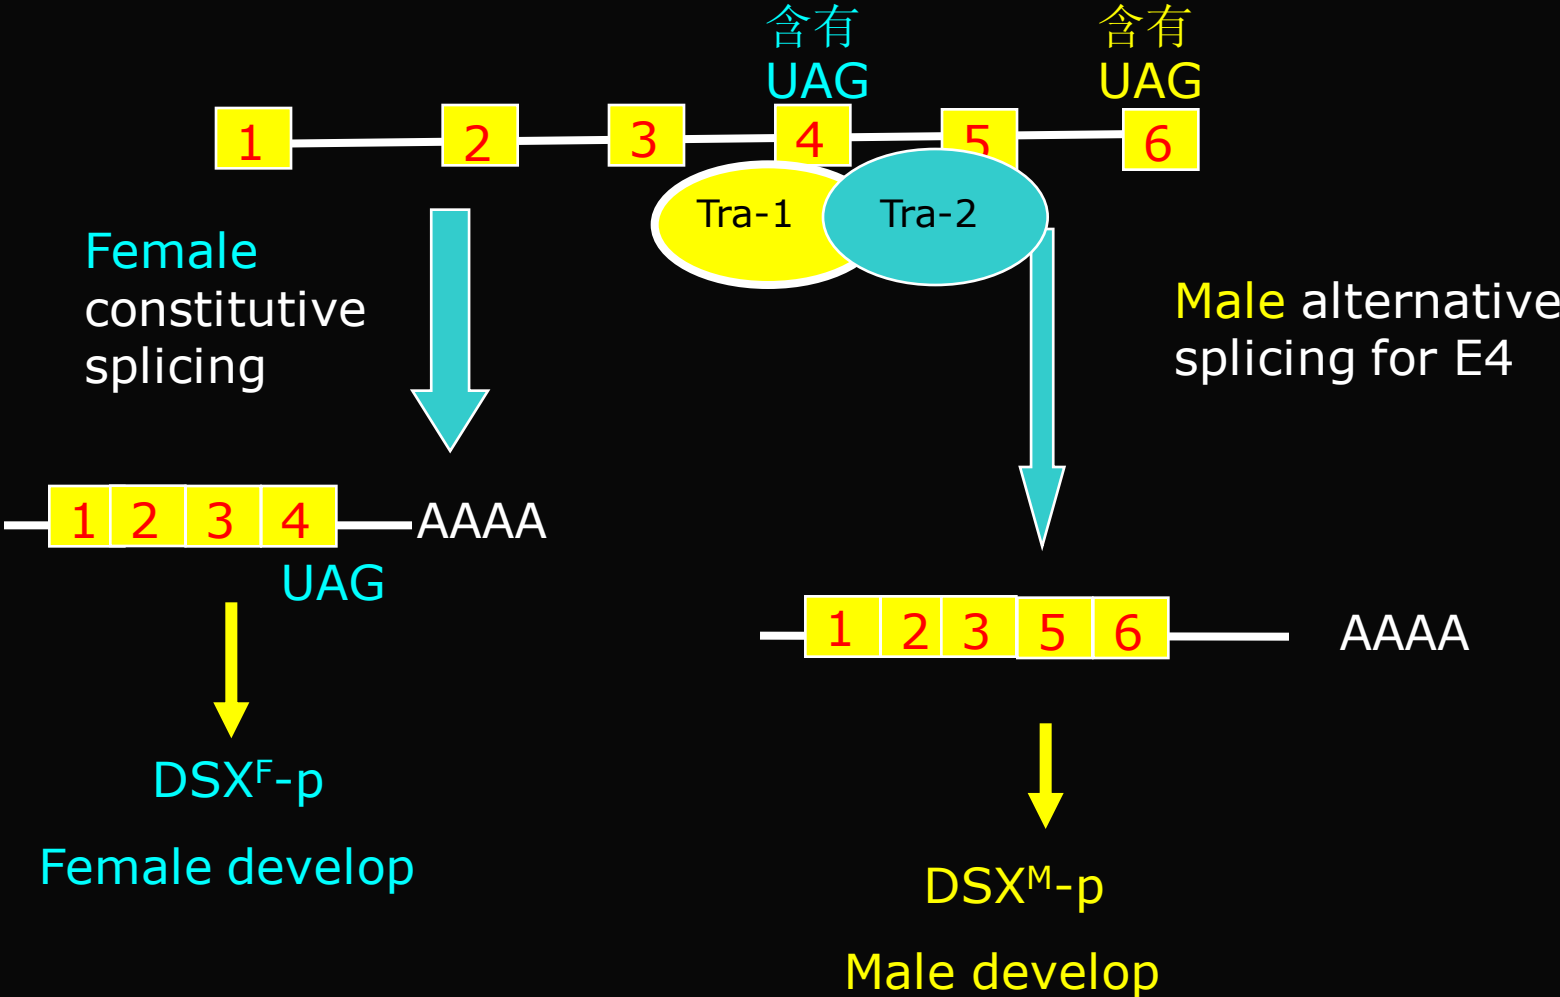 含有
UAG
含有
UAG
1
2
3
4
5
6
Tra-1
Tra-2
Female
constitutive
splicing
Male alternative
splicing for E4
1 2 3 4
AAAA
UAG
1 2 3 5 6
AAAA
DSXF-p
Female develop
DSXM-p
Male develop